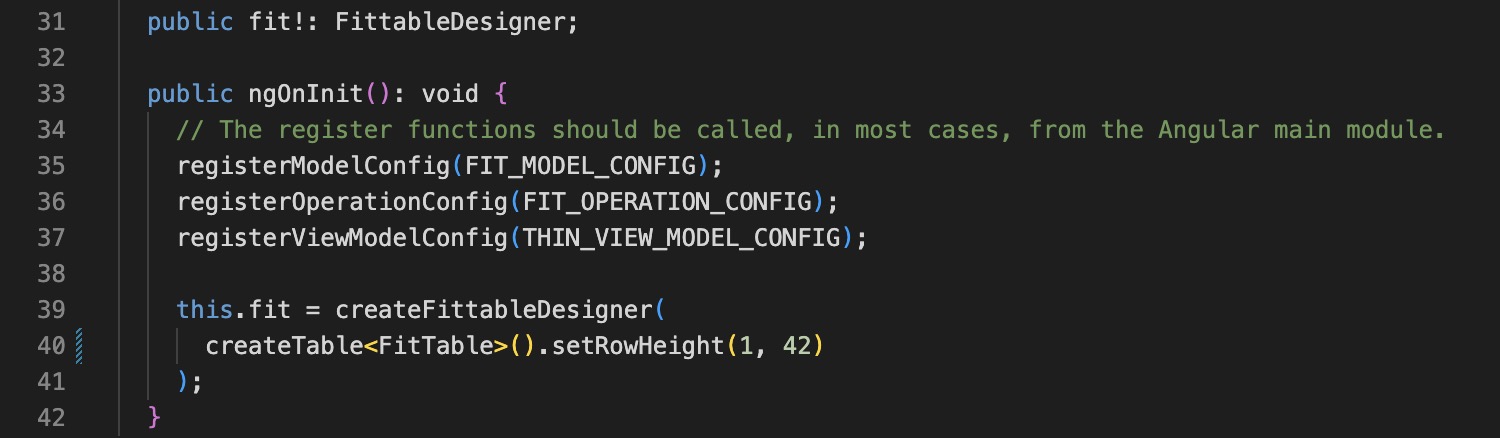 31 public fit!: FittableDesigner;
32
33 public ngOnInit(): void {
34 // The register functions should be called, in most cases, from the Angular main module.
35 registerModelConfig(FIT_MODEL_CONFIG);
36 registerOperationConfig(FIT_OPERATION_CONFIG);
37 registerViewModelConfig(THIN_VIEW_MODEL_CONFIG);
38
39 this.fit = createFittableDesigner(
40 createTable<FitTable>().setRowHeight(1, 42)
41 );
42 }